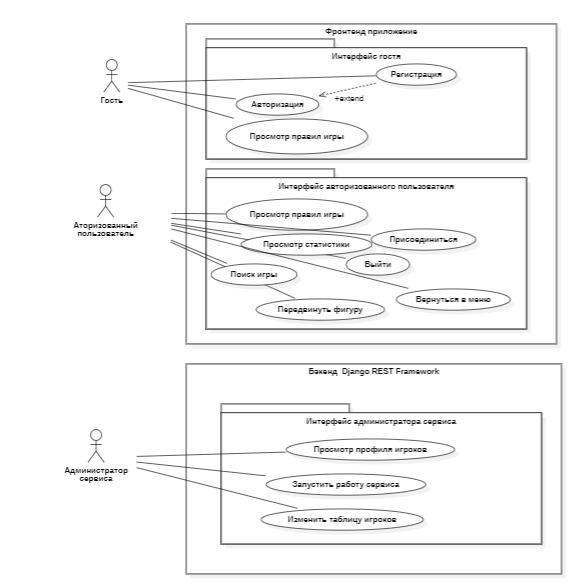 Фронтенд приложение
Интерфейс гостя
Регистрация
+extend
Авторизация
Гость
Просмотр правил игры
Интерфейс авторизованного пользователя
Просмотр правил игры
Аторизованный
пользователь
Присоединиться
Просмотр статистики
Выйти
Поиск игры
Вернуться в меню
Передвинуть фигуру
Бэкенд Django REST Framework
Интерфейс администратора сервиса
Просмотр профиля игроков
Администратор
сервиса
Запустить работу сервиса
Изменить таблицу игроков